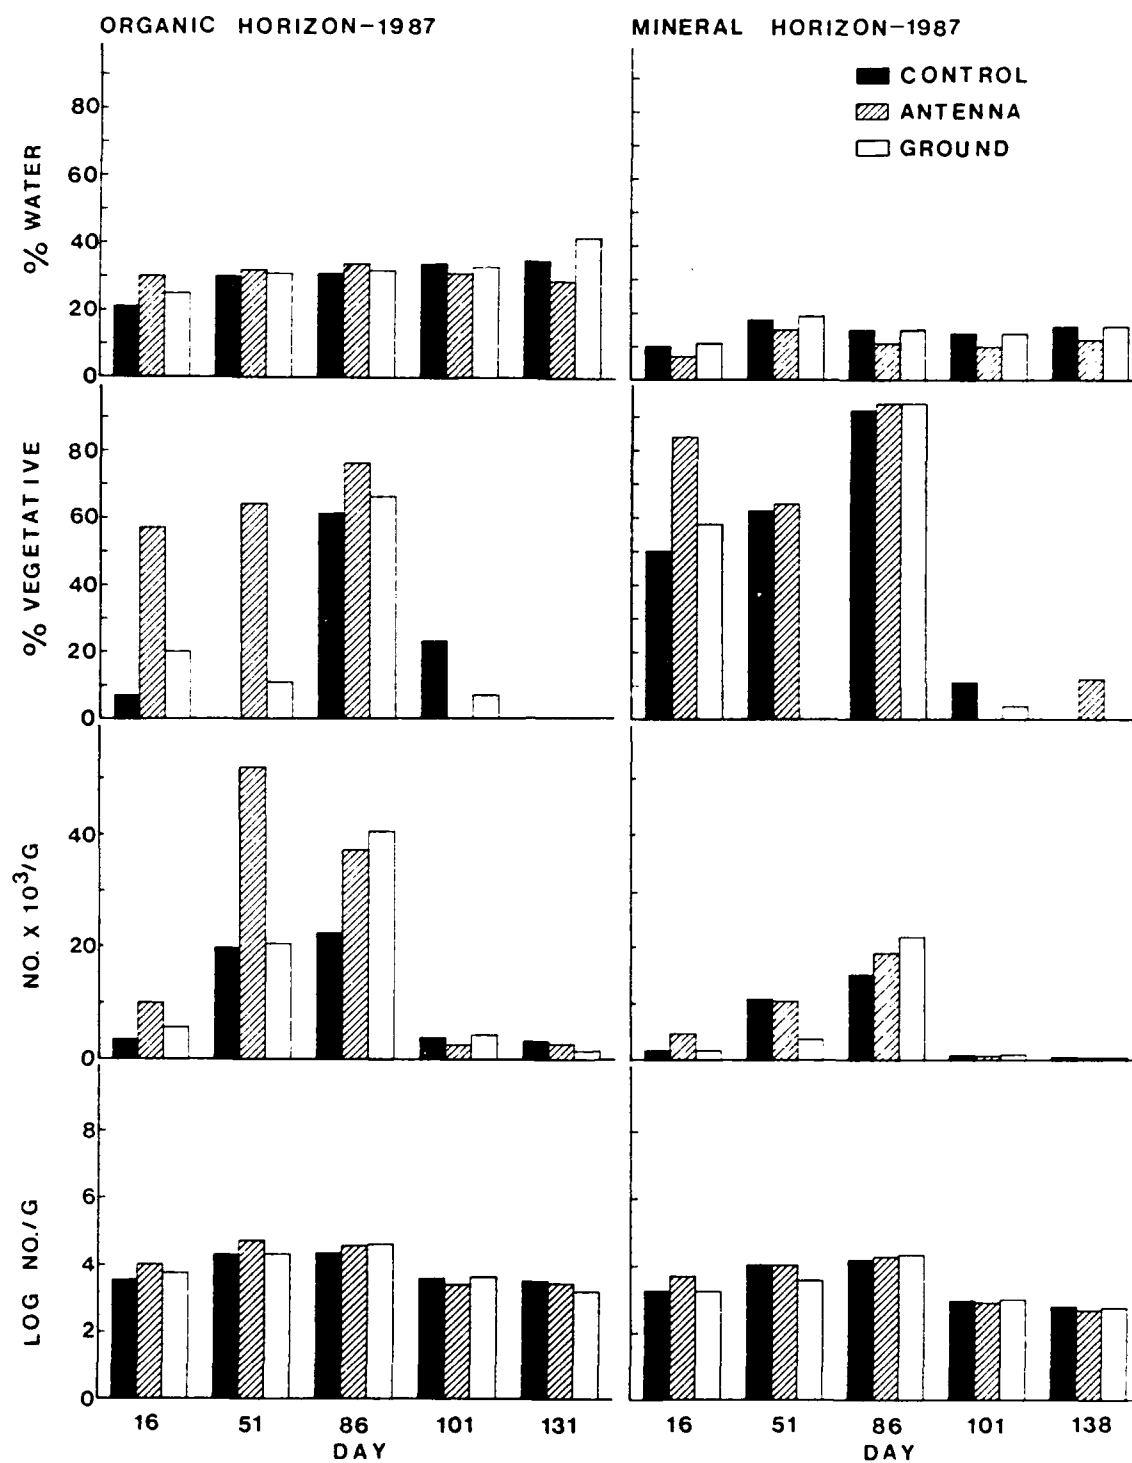 ORGANIC HORIZON-1987
MINERAL HORIZON-1987
CONTROL
ANTENNA
GROUND
% WATER
80
60
40
20
0
% VEGETATIVE
80
60
40
20
0
NO. X 10³/G
40
20
0
LOG NO./G
8
6
4
2
0
16 51 86 101 131
DAY
16 51 86 101 138
DAY